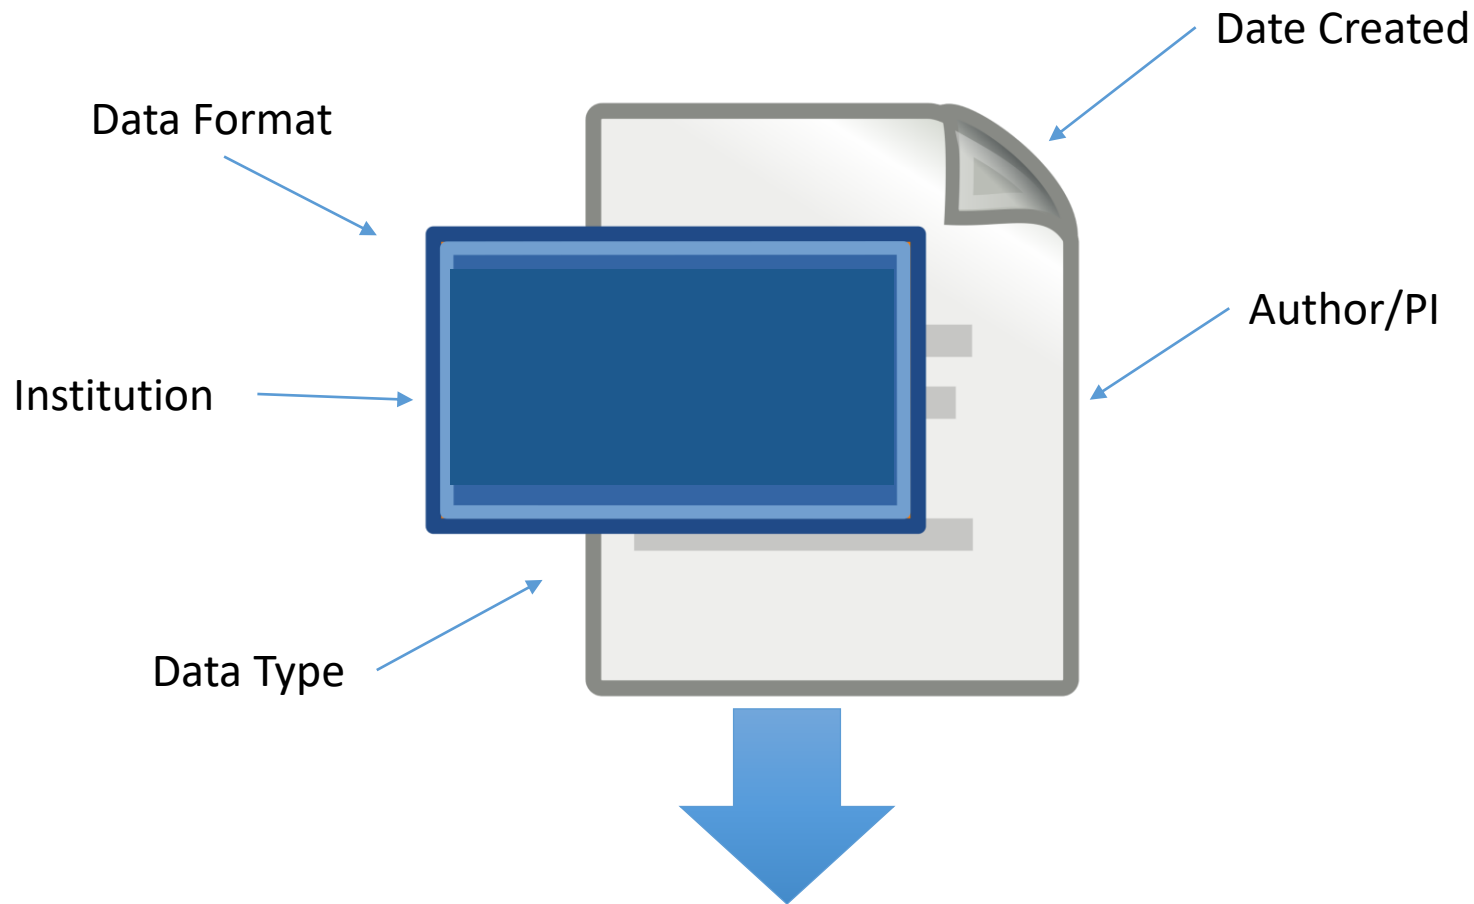 Date Created
Data Format
Author/PI
Institution
Data Type